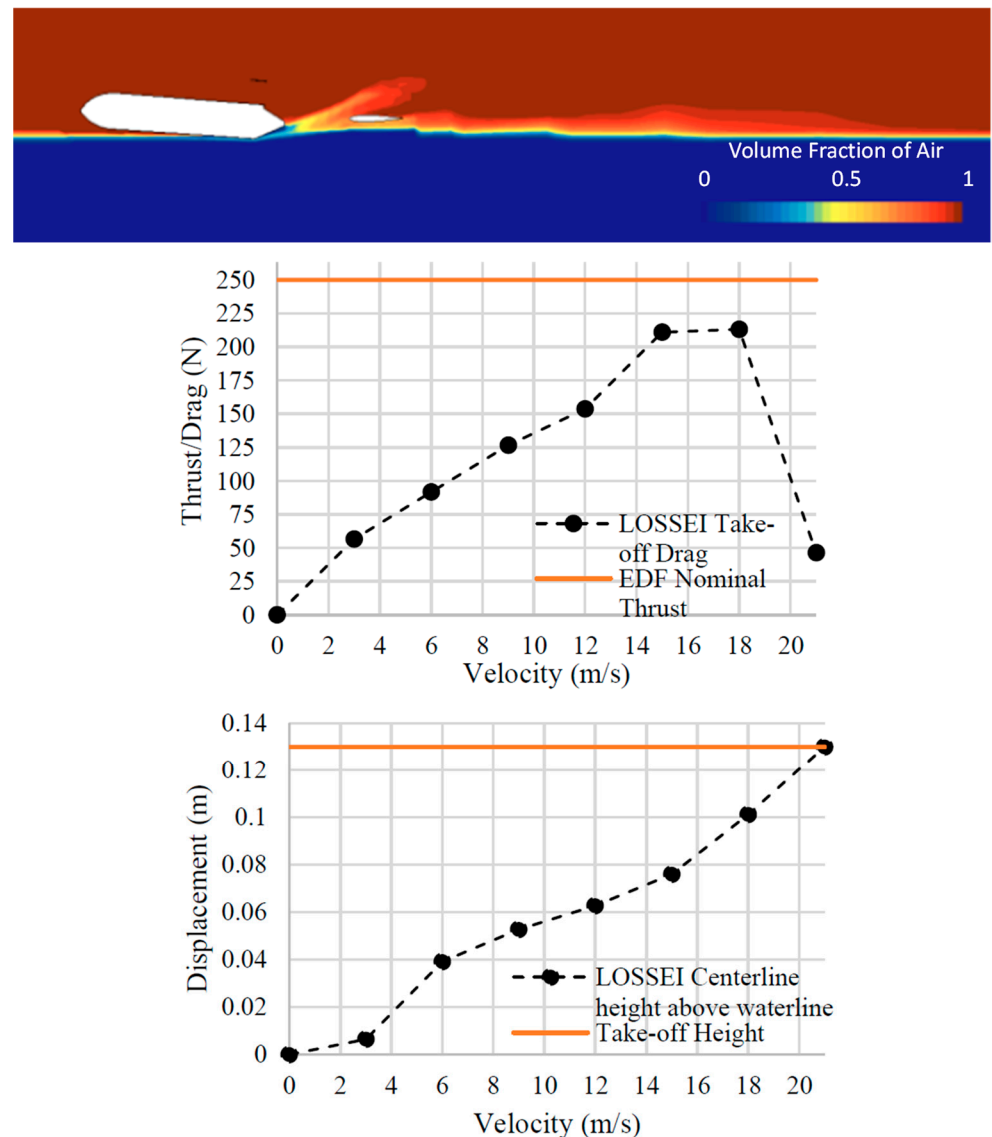 Volume Fraction of Air
0 0.5 1
250
225
200
175
150
125
100
75
50
25
0
Thrust/Drag (N)
LOSSEI Take-
off Drag
EDF Nominal
Thrust
0 2 4 6 8 10 12 14 16 18 20
Velocity (m/s)
0.14
0.12
0.1
0.08
0.06
0.04
0.02
0
Displacement (m)
LOSSEI Centerline
height above waterline
Take-off Height
0 2 4 6 8 10 12 14 16 18 20
Velocity (m/s)